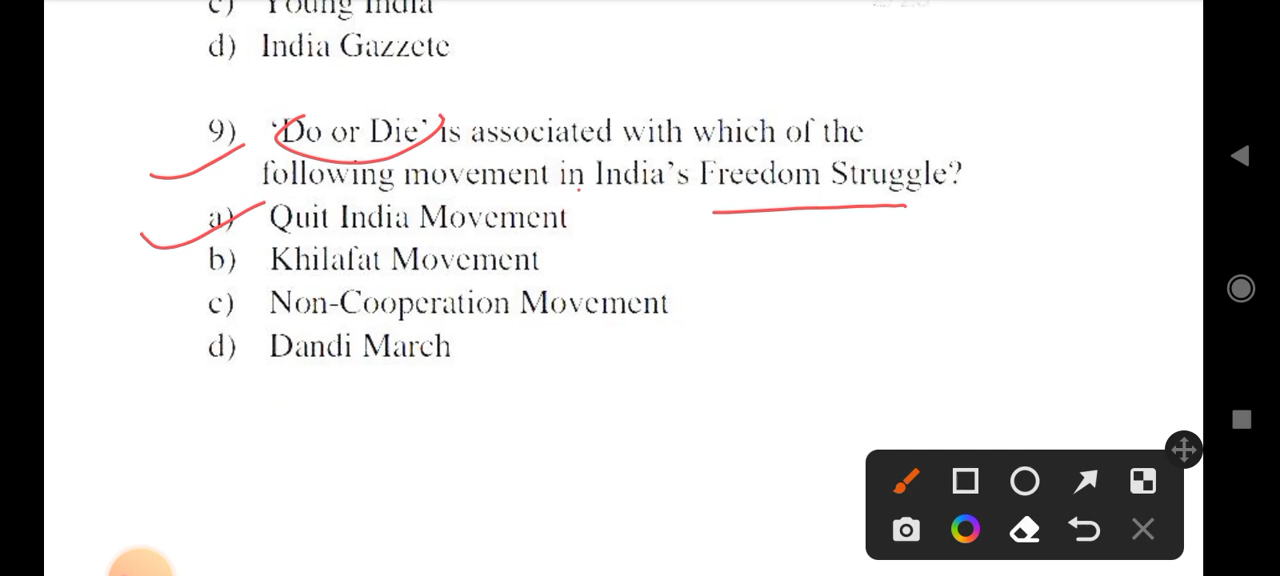 c) Young India
d) India Gazzete
9) ‘Do or Die’ is associated with which of the
following movement in India’s Freedom Struggle?
a) Quit India Movement
b) Khilafat Movement
c) Non-Cooperation Movement
d) Dandi March